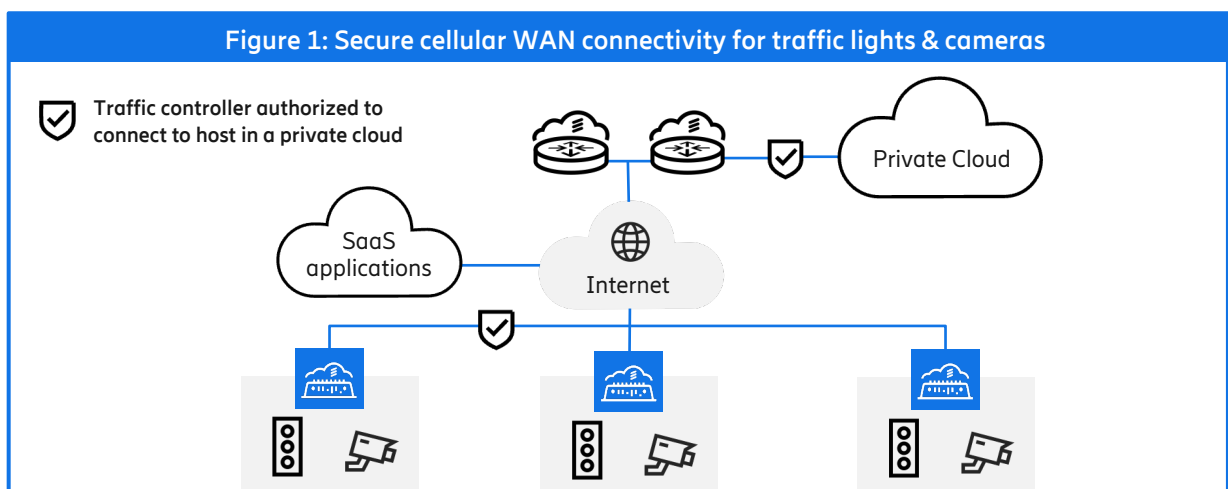 Figure 1: Secure cellular WAN connectivity for traffic lights & cameras
Traffic controller authorized to
connect to host in a private cloud
Private Cloud
SaaS
applications
Internet